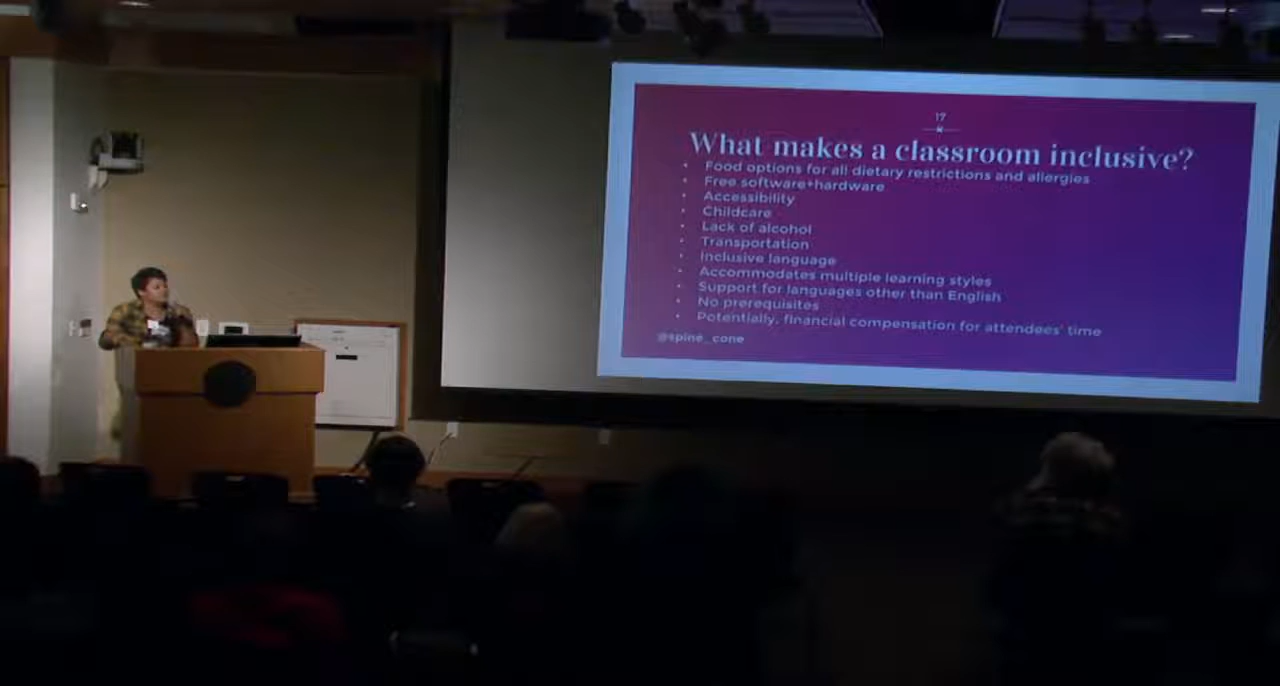 17
What makes a classroom inclusive?
• Food options for all dietary restrictions and allergies
• Free software+hardware
• Accessibility
• Childcare
• Lack of alcohol
• Transportation
• Inclusive language
• Accommodates multiple learning styles
• Support for languages other than English
• No prerequisites
• Potentially, financial compensation for attendees' time
@spine_cone